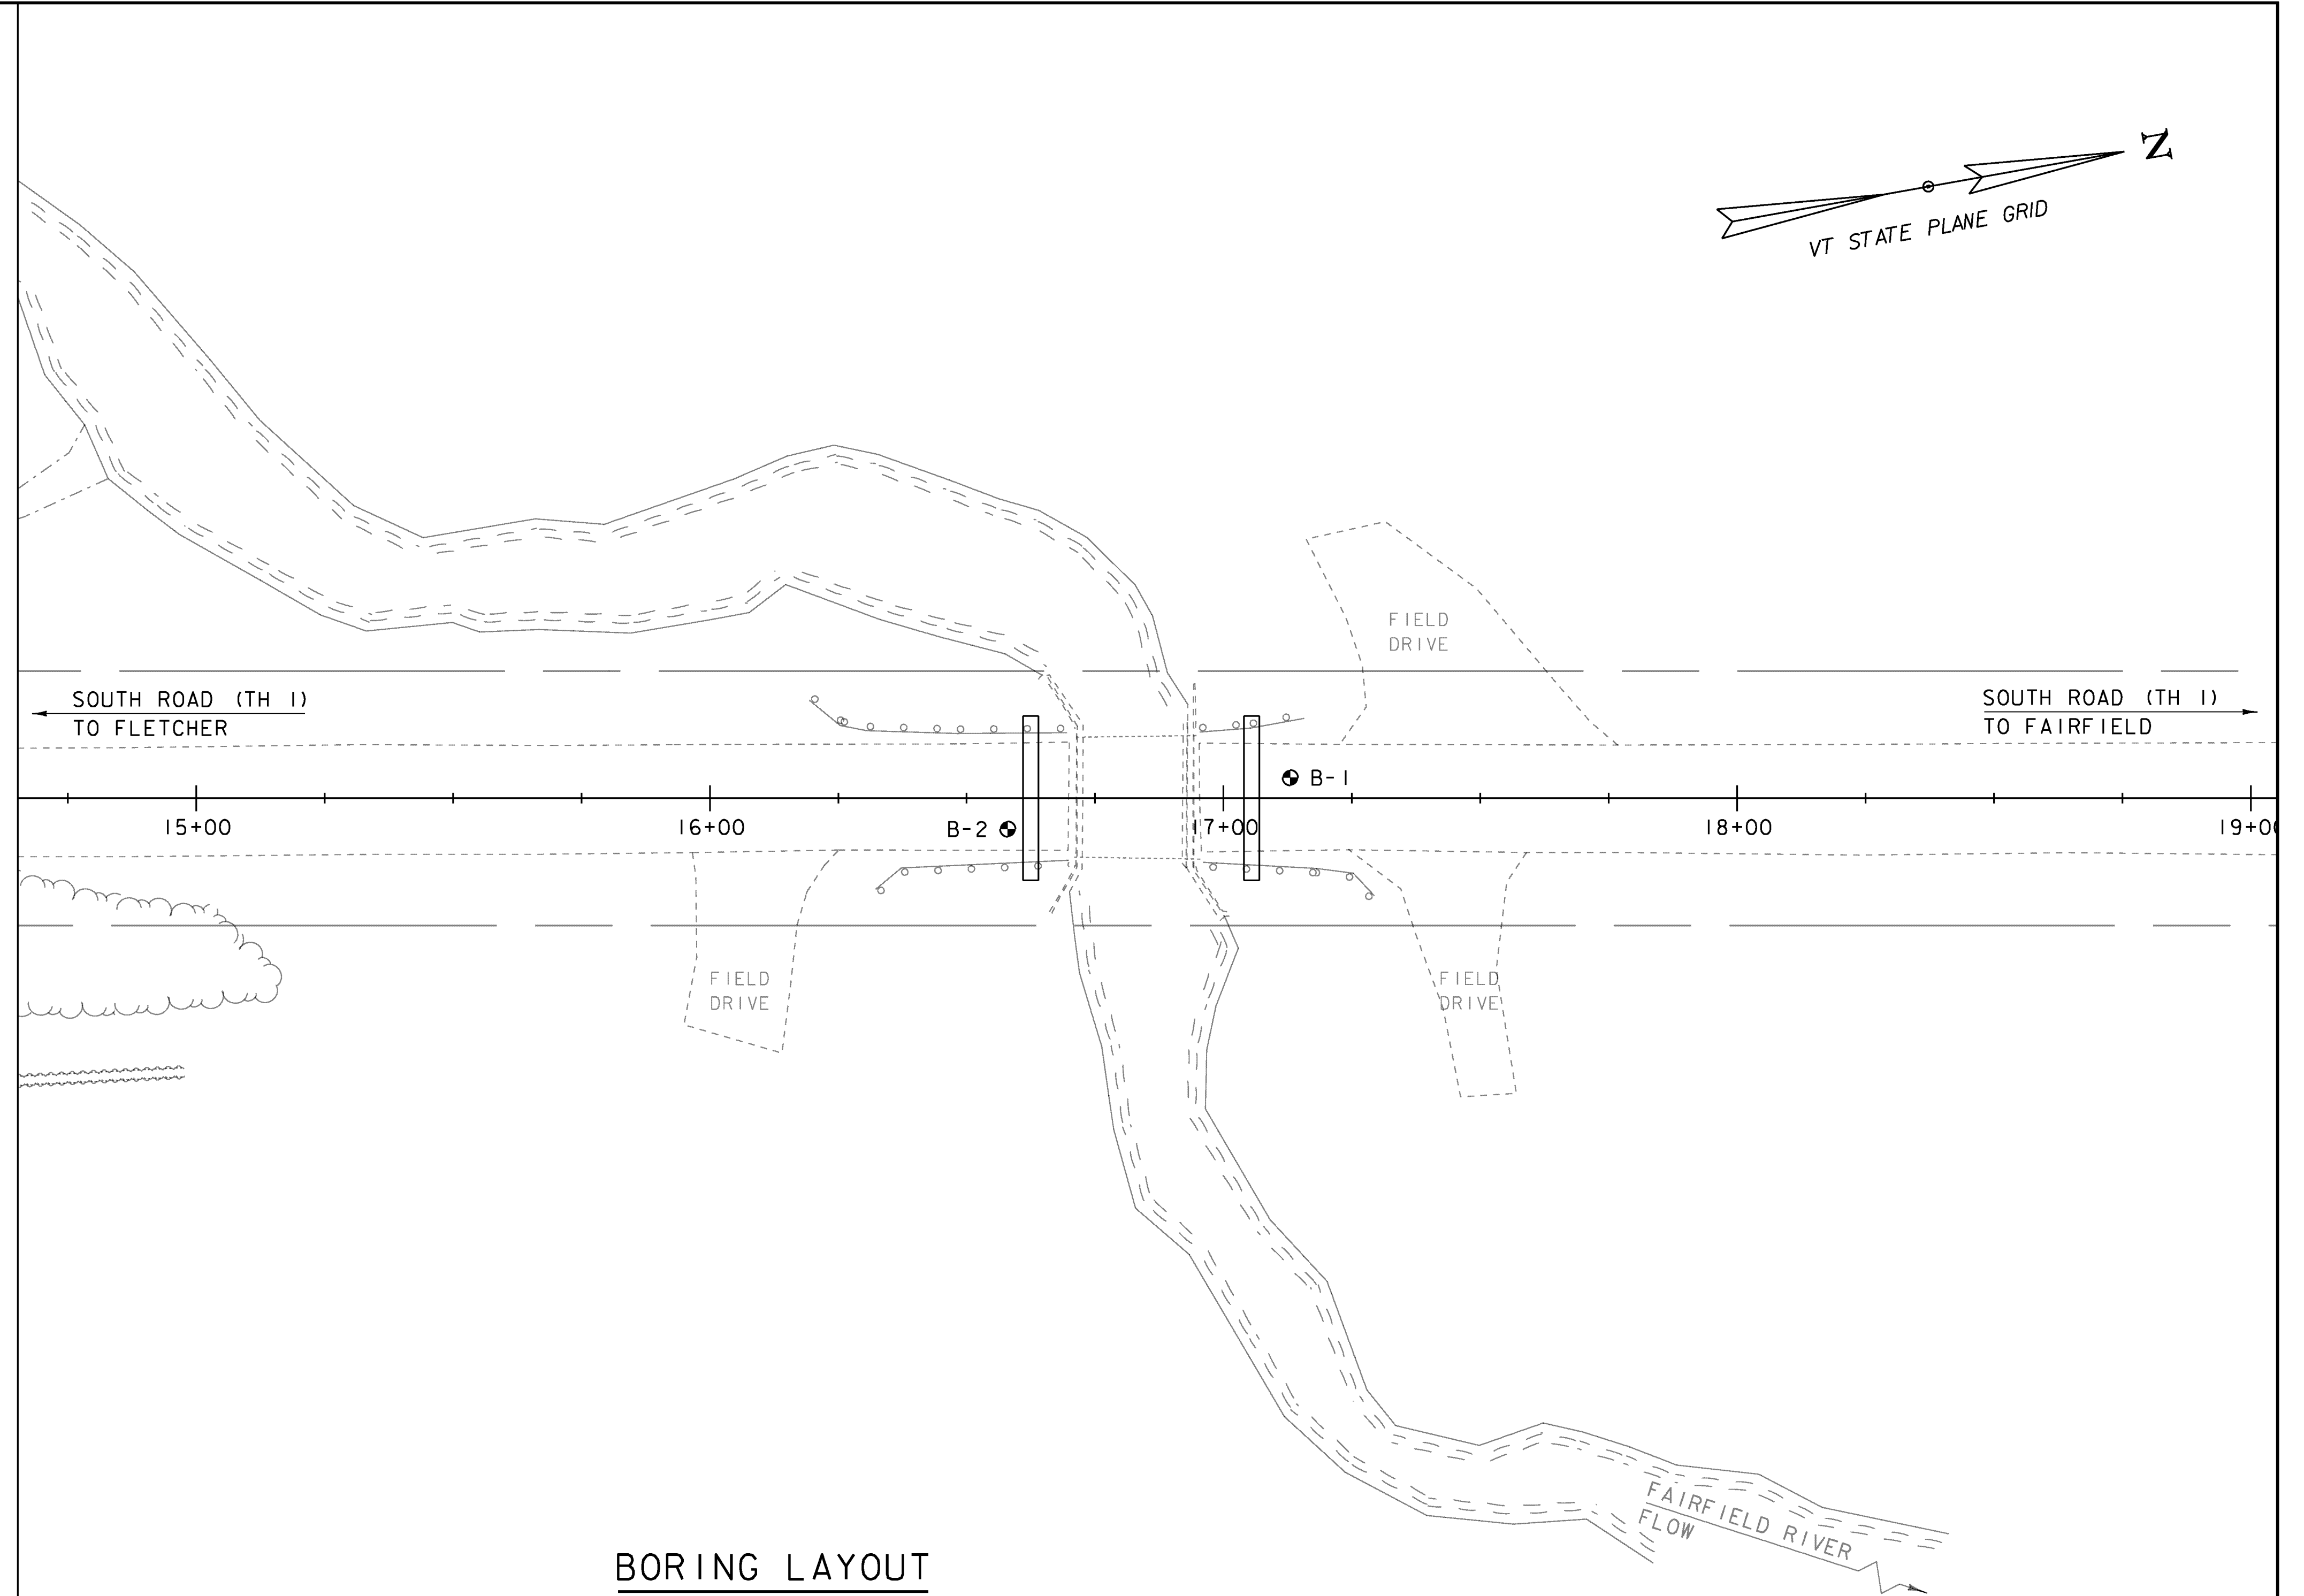 Z
VT STATE PLANE GRID
FIELD
DRIVE
SOUTH ROAD (TH 1)
TO FLETCHER
SOUTH ROAD (TH 1)
TO FAIRFIELD
B-1
15+00
16+00
B-2
17+00
18+00
19+00
FIELD
DRIVE
FIELD
DRIVE
FAIRFIELD RIVER
FLOW
BORING LAYOUT